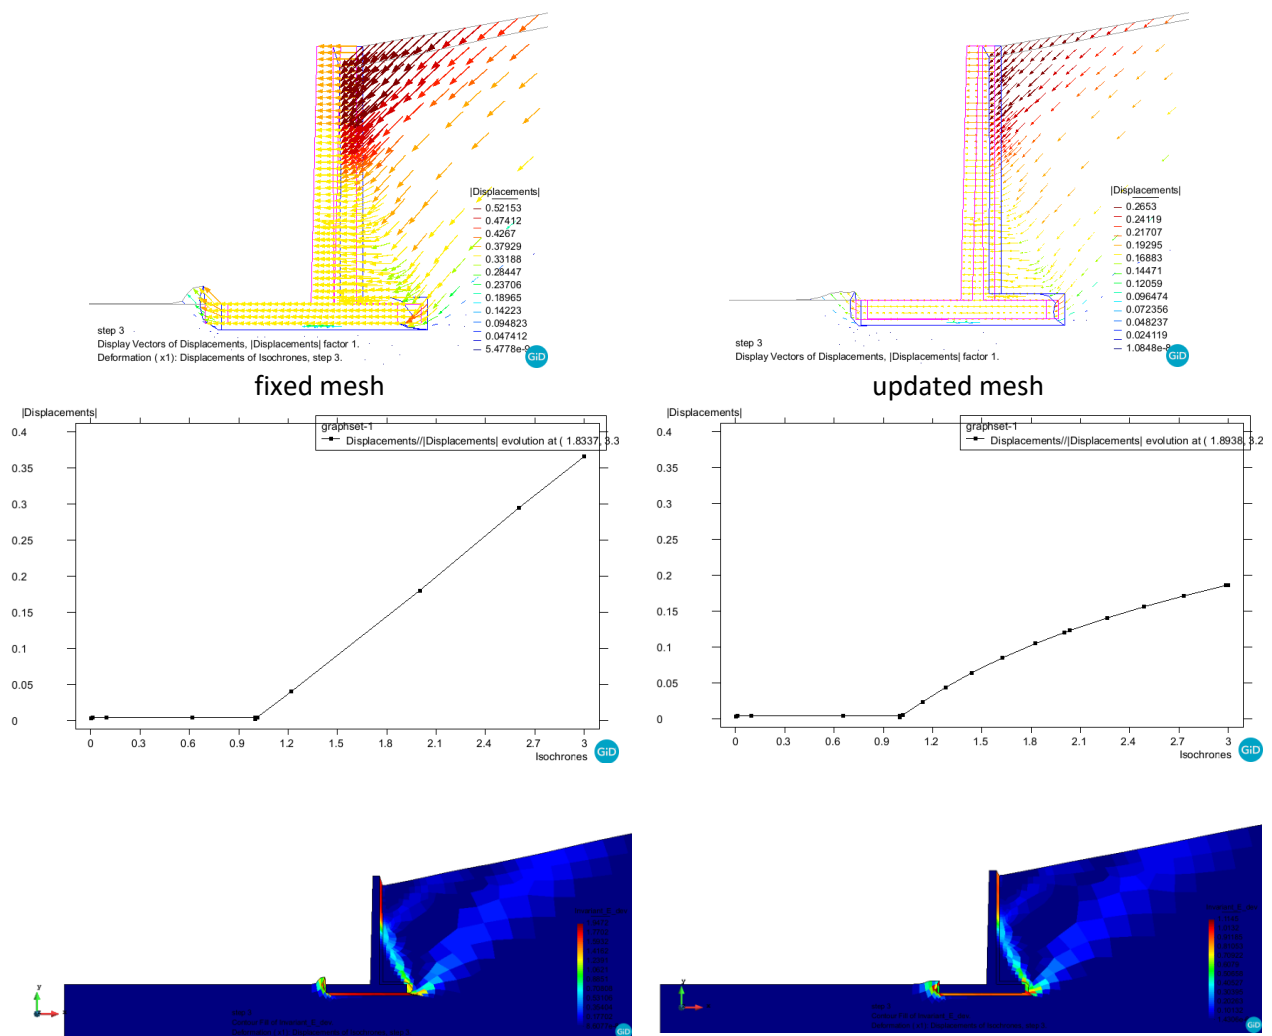 |Displacements|
0.52153
0.47412
0.4267
0.37929
0.33188
0.28447
0.23706
0.18965
0.14223
0.094823
0.047412
5.4778e-9
step 3
Display Vectors of Displacements, |Displacements| factor 1.
Deformation ( x1): Displacements of Isochrones, step 3.
GiD
|Displacements|
0.2653
0.24119
0.21707
0.19295
0.16883
0.14471
0.12059
0.096474
0.072356
0.048237
0.024119
1.0848e-8
step 3
Display Vectors of Displacements, |Displacements| factor 1.
GiD
fixed mesh
updated mesh
|Displacements|
graphset-1
Displacements//|Displacements| evolution at ( 1.8337, 3.3
0.4
0.35
0.3
0.25
0.2
0.15
0.1
0.05
0
0 0.3 0.6 0.9 1.2 1.5 1.8 2.1 2.4 2.7 3
Isochrones
GiD
|Displacements|
graphset-1
Displacements//|Displacements| evolution at ( 1.8938, 3.2
0.4
0.35
0.3
0.25
0.2
0.15
0.1
0.05
0
0 0.3 0.6 0.9 1.2 1.5 1.8 2.1 2.4 2.7 3
Isochrones
GiD
y
GiD
y
GiD